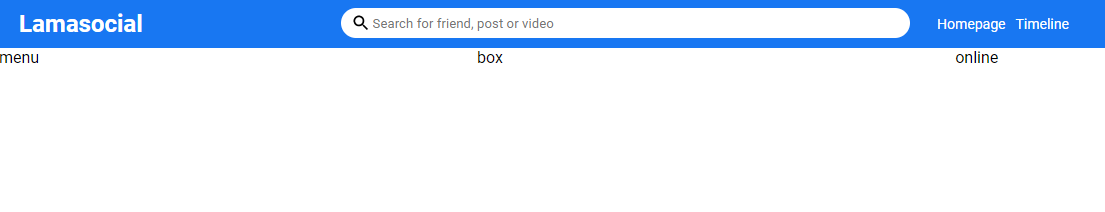 Lamasocial Search for friend, post or video Homepage Timeline
menu box online